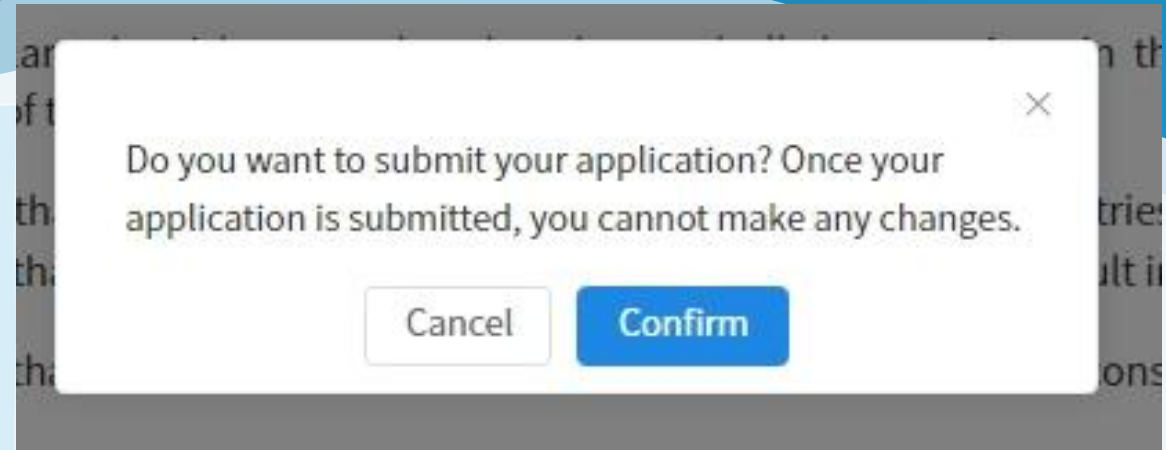 of t
Do you want to submit your application? Once your
application is submitted, you cannot make any changes.
Cancel
Confirm